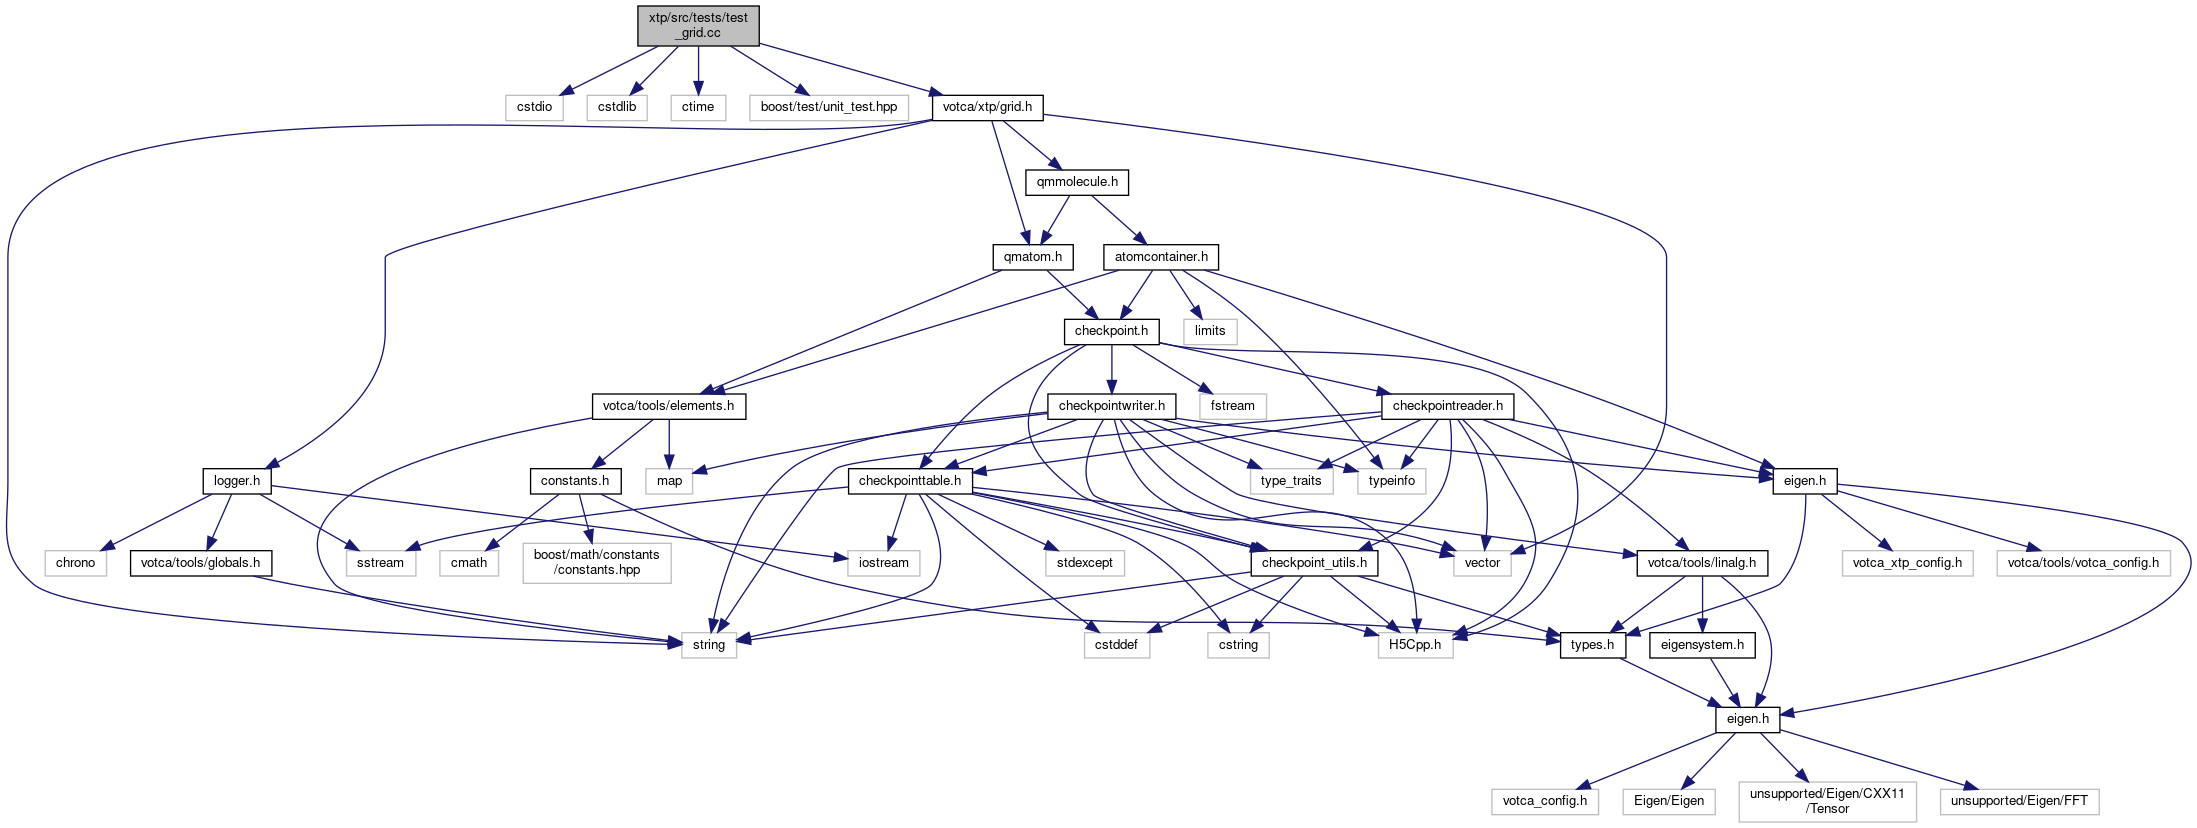 xtp/src/tests/test
_grid.cc
cstdio
cstdlib
ctime
boost/test/unit_test.hpp
votca/xtp/grid.h
qmmolecule.h
qmatom.h
atomcontainer.h
checkpoint.h
limits
votca/tools/elements.h
checkpointwriter.h
fstream
checkpointreader.h
logger.h
constants.h
map
checkpointtable.h
type_traits
typeinfo
eigen.h
chrono
votca/tools/globals.h
sstream
cmath
boost/math/constants
/constants.hpp
iostream
stdexcept
checkpoint_utils.h
vector
votca/tools/linalg.h
votca_xtp_config.h
votca/tools/votca_config.h
string
cstddef
cstring
H5Cpp.h
types.h
eigensystem.h
eigen.h
votca_config.h
Eigen/Eigen
unsupported/Eigen/CXX11
/Tensor
unsupported/Eigen/FFT